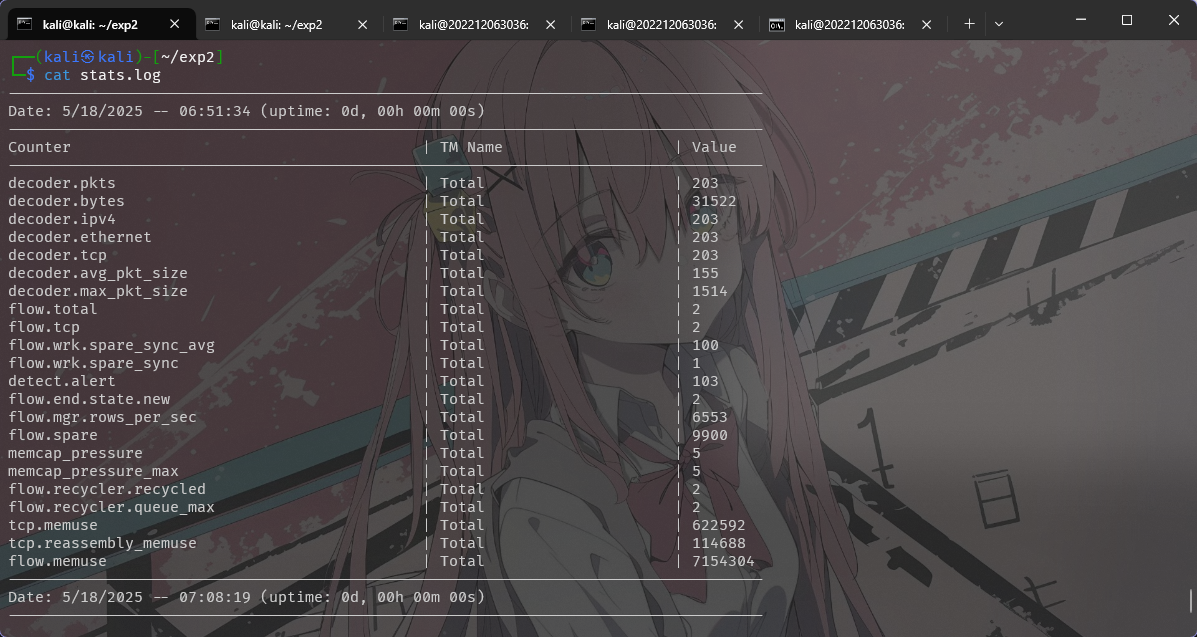 kali@kali: ~/exp2
kali@kali: ~/exp2
kali@202212063036:
kali@202212063036:
kali@202212063036:
(kali㉿kali)-[~/exp2]
$ cat stats.log
Date: 5/18/2025 -- 06:51:34 (uptime: 0d, 00h 00m 00s)
Counter | TM Name | Value
decoder.pkts | Total | 203
decoder.bytes | Total | 31522
decoder.ipv4 | Total | 203
decoder.ethernet | Total | 203
decoder.tcp | Total | 203
decoder.avg_pkt_size | Total | 155
decoder.max_pkt_size | Total | 1514
flow.total | Total | 2
flow.tcp | Total | 2
flow.wrk.spare_sync_avg | Total | 100
flow.wrk.spare_sync | Total | 1
detect.alert | Total | 103
flow.end.state.new | Total | 2
flow.mgr.rows_per_sec | Total | 6553
flow.spare | Total | 9900
memcap_pressure | Total | 5
memcap_pressure_max | Total | 5
flow.recycler.recycled | Total | 2
flow.recycler.queue_max | Total | 2
tcp.memuse | Total | 622592
tcp.reassembly_memuse | Total | 114688
flow.memuse | Total | 7154304
Date: 5/18/2025 -- 07:08:19 (uptime: 0d, 00h 00m 00s)